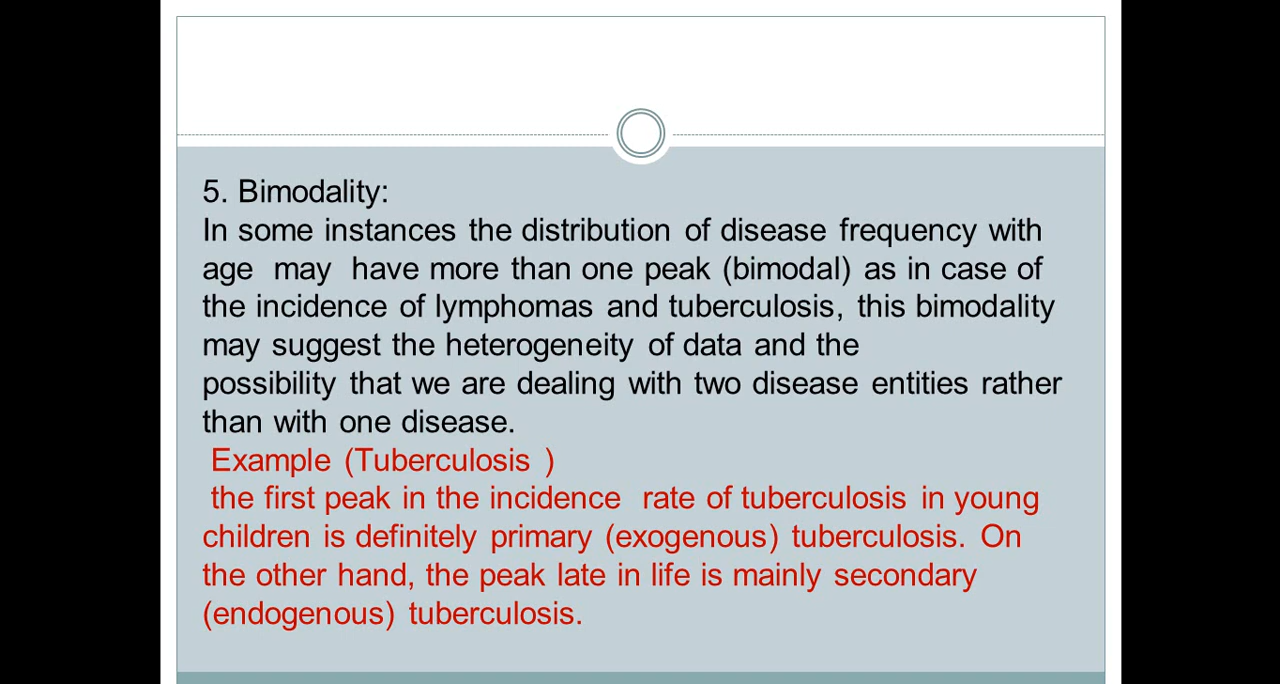 5. Bimodality:
In some instances the distribution of disease frequency with
age may have more than one peak (bimodal) as in case of
the incidence of lymphomas and tuberculosis, this bimodality
may suggest the heterogeneity of data and the
possibility that we are dealing with two disease entities rather
than with one disease.
Example (Tuberculosis )
the first peak in the incidence rate of tuberculosis in young
children is definitely primary (exogenous) tuberculosis. On
the other hand, the peak late in life is mainly secondary
(endogenous) tuberculosis.